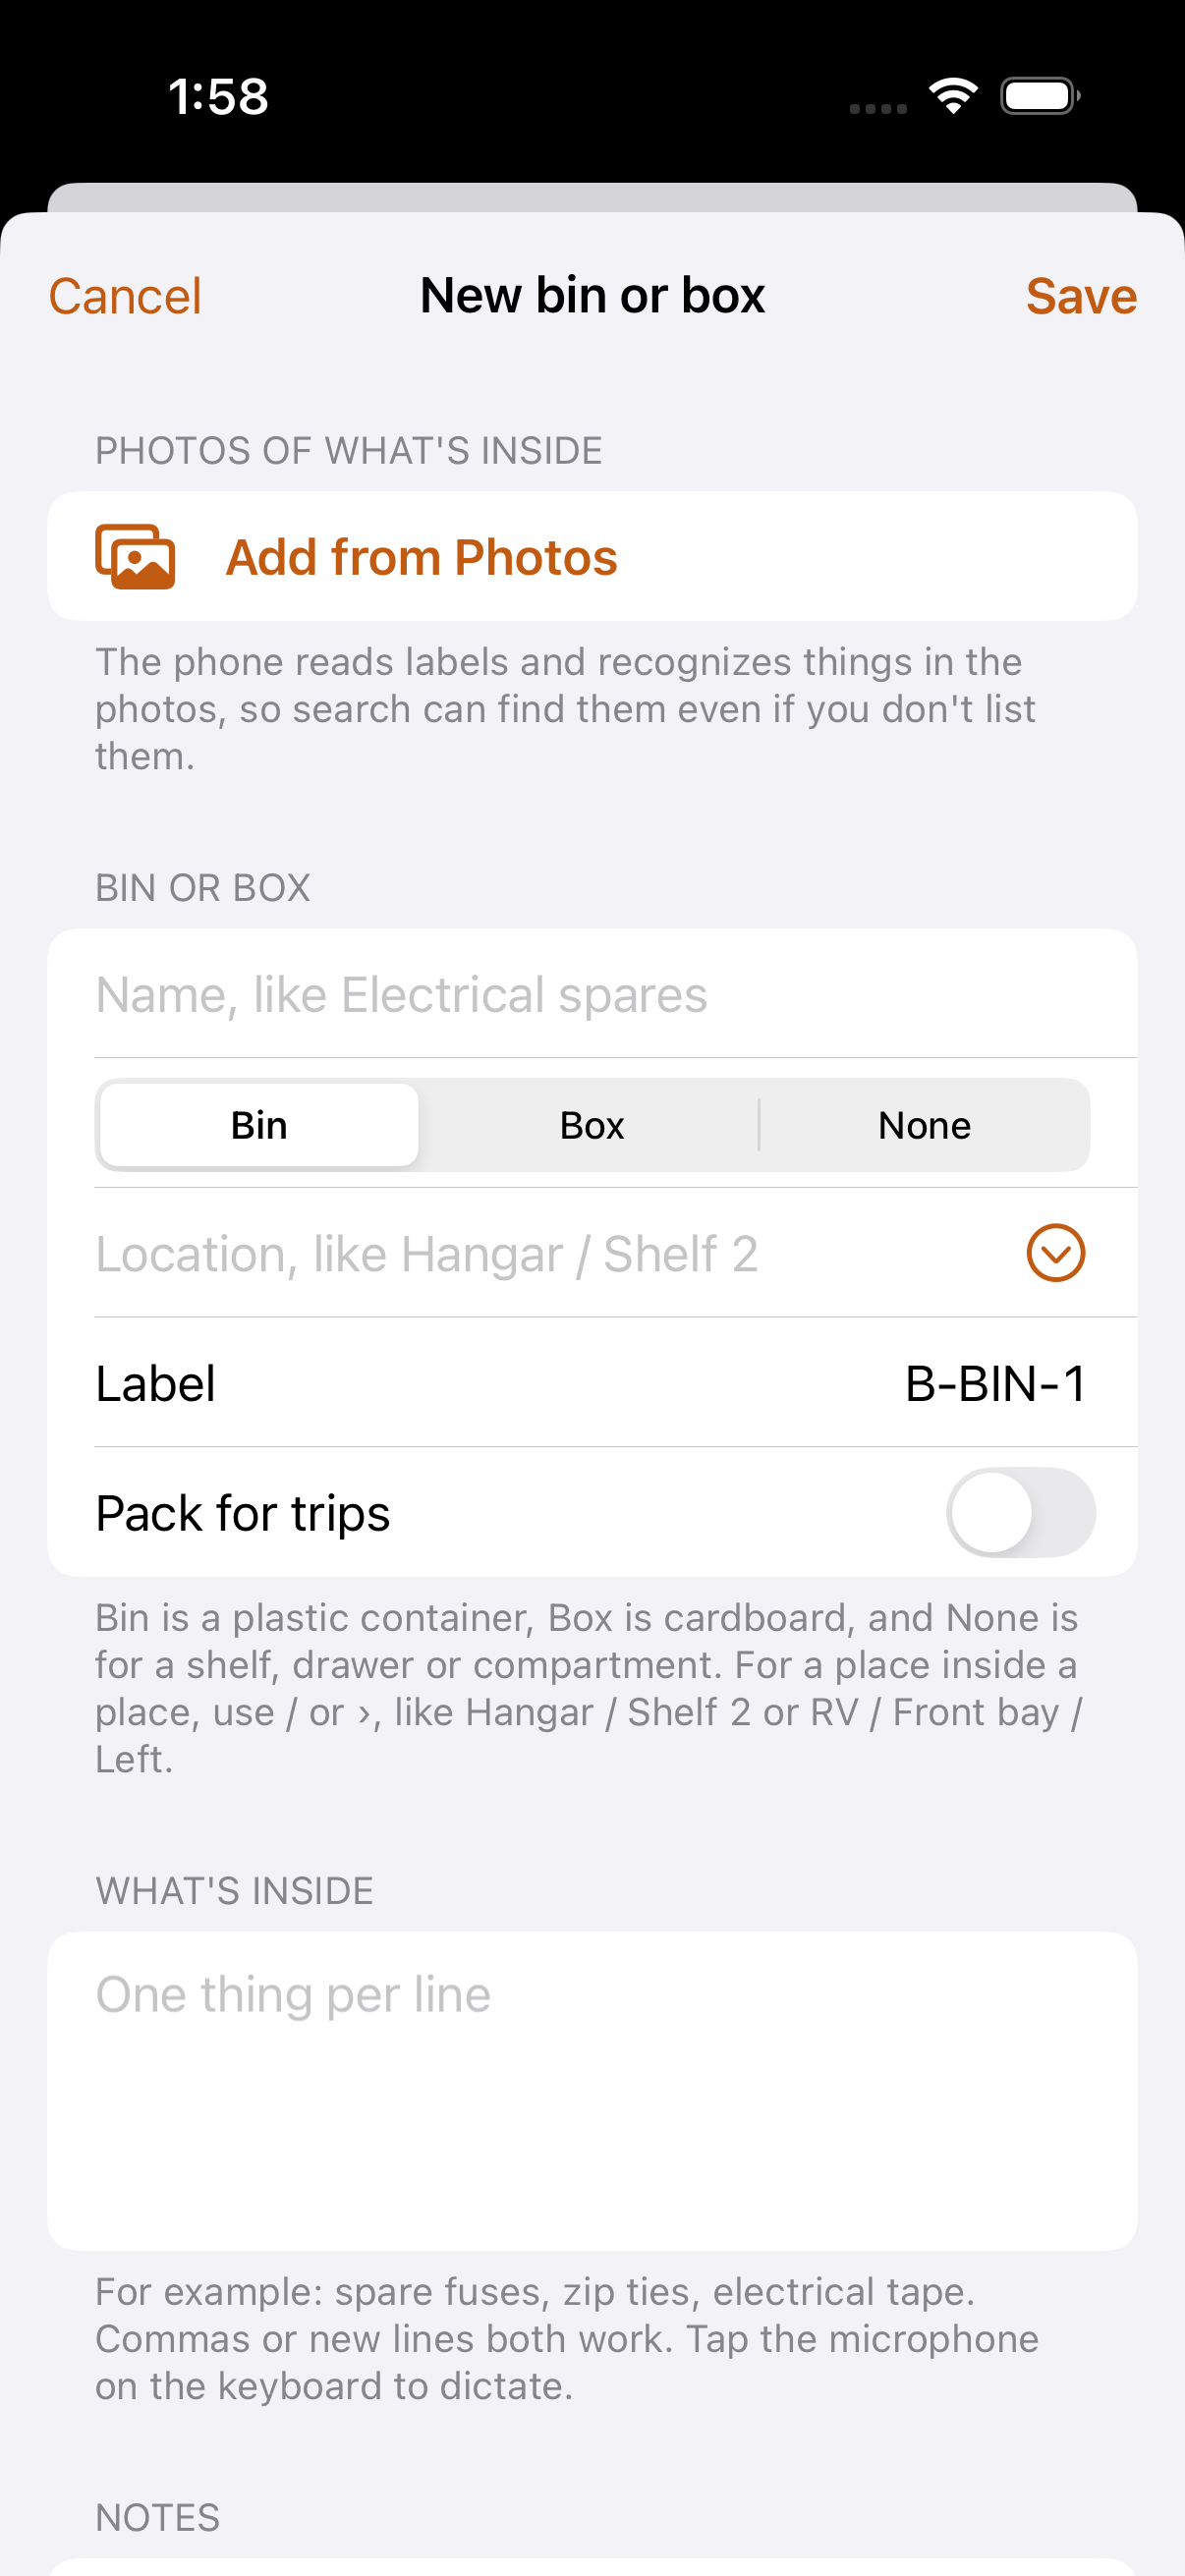 1:58
Cancel
New bin or box
Save
PHOTOS OF WHAT'S INSIDE
Add from Photos
The phone reads labels and recognizes things in the
photos, so search can find them even if you don't list
them.
BIN OR BOX
Name, like Electrical spares
Bin
Box
None
Location, like Hangar / Shelf 2
Label
B-BIN-1
Pack for trips
Bin is a plastic container, Box is cardboard, and None is
for a shelf, drawer or compartment. For a place inside a
place, use / or ›, like Hangar / Shelf 2 or RV / Front bay /
Left.
WHAT'S INSIDE
One thing per line
For example: spare fuses, zip ties, electrical tape.
Commas or new lines both work. Tap the microphone
on the keyboard to dictate.
NOTES